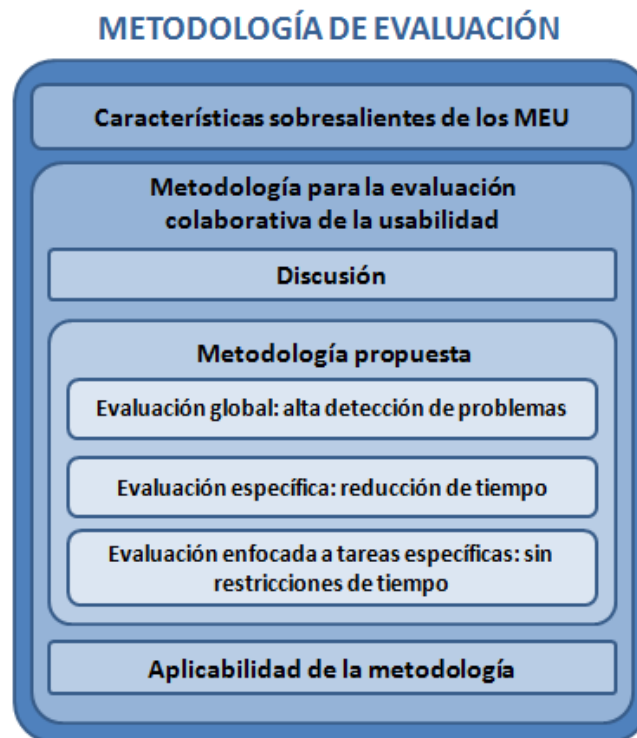 METODOLOGÍA DE EVALUACIÓN
Características sobresalientes de los MEU
Metodología para la evaluación
colaborativa de la usabilidad
Discusión
Metodología propuesta
Evaluación global: alta detección de problemas
Evaluación específica: reducción de tiempo
Evaluación enfocada a tareas específicas: sin
restricciones de tiempo
Aplicabilidad de la metodología